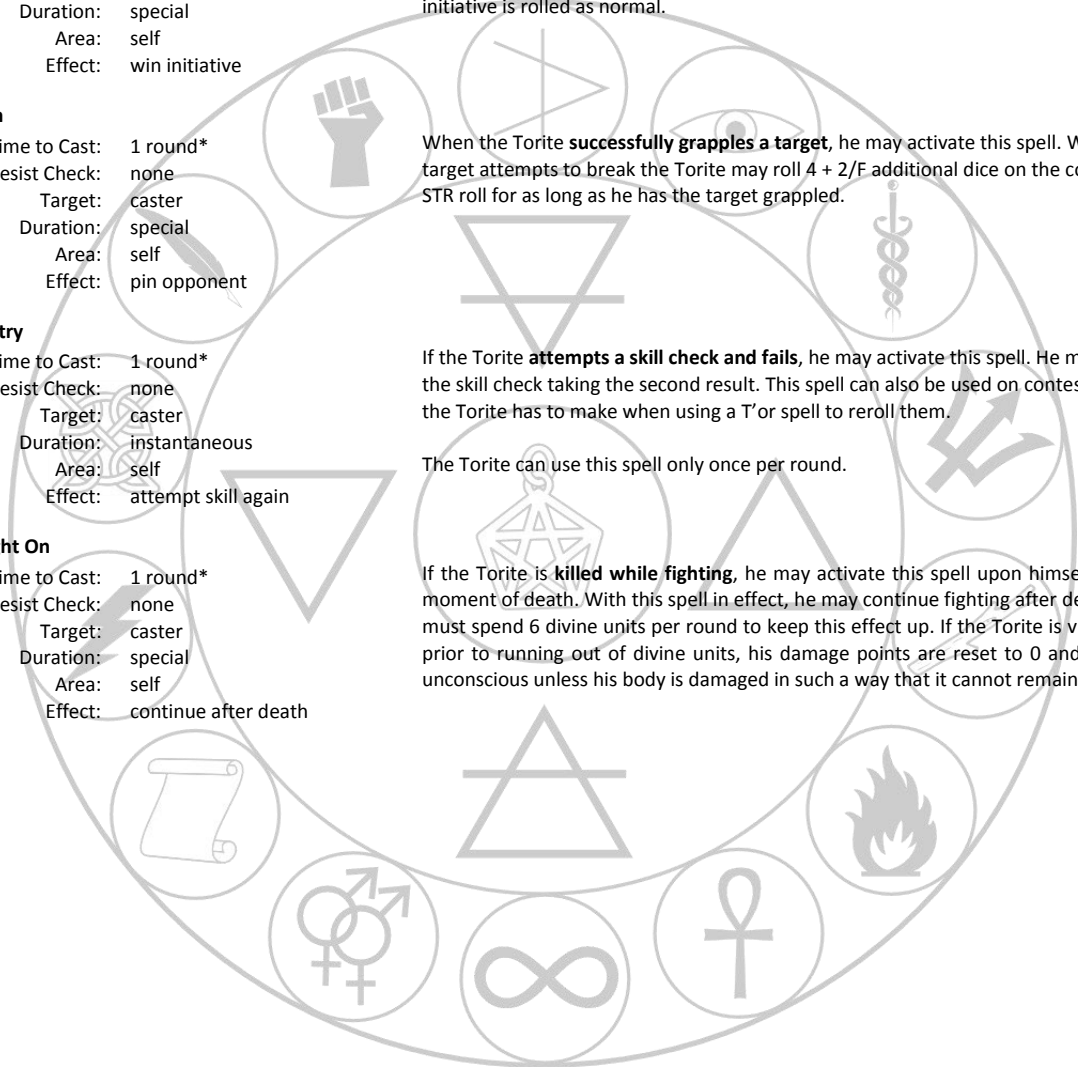 Duration: special
Area: self
Effect: win initiative
initiative is rolled as normal.
Time to Cast: 1 round*
Resist Check: none
Target: caster
Duration: special
Area: self
Effect: pin opponent
When the Torite successfully grapples a target, he may activate this spell.
target attempts to break the Torite may roll 4 + 2/F additional dice on the
STR roll for as long as he has the target grappled.
try
ime to Cast: 1 round*
esist Check: none
Target: caster
Duration: instantaneous
Area: self
Effect: attempt skill again
If the Torite attempts a skill check and fails, he may activate this spell. He
the skill check taking the second result. This spell can also be used on
the Torite has to make when using a T'or spell to reroll them.
The Torite can use this spell only once per round.
ht On
ime to Cast: 1 round*
esist Check: none
Target: caster
Duration: special
Area: self
Effect: continue after death
If the Torite is killed while fighting, he may activate this spell upon
moment of death. With this spell in effect, he may continue fighting after
must spend 6 divine units per round to keep this effect up. If the Torite is
prior to running out of divine units, his damage points are reset to 0 and
unconscious unless his body is damaged in such a way that it cannot remain